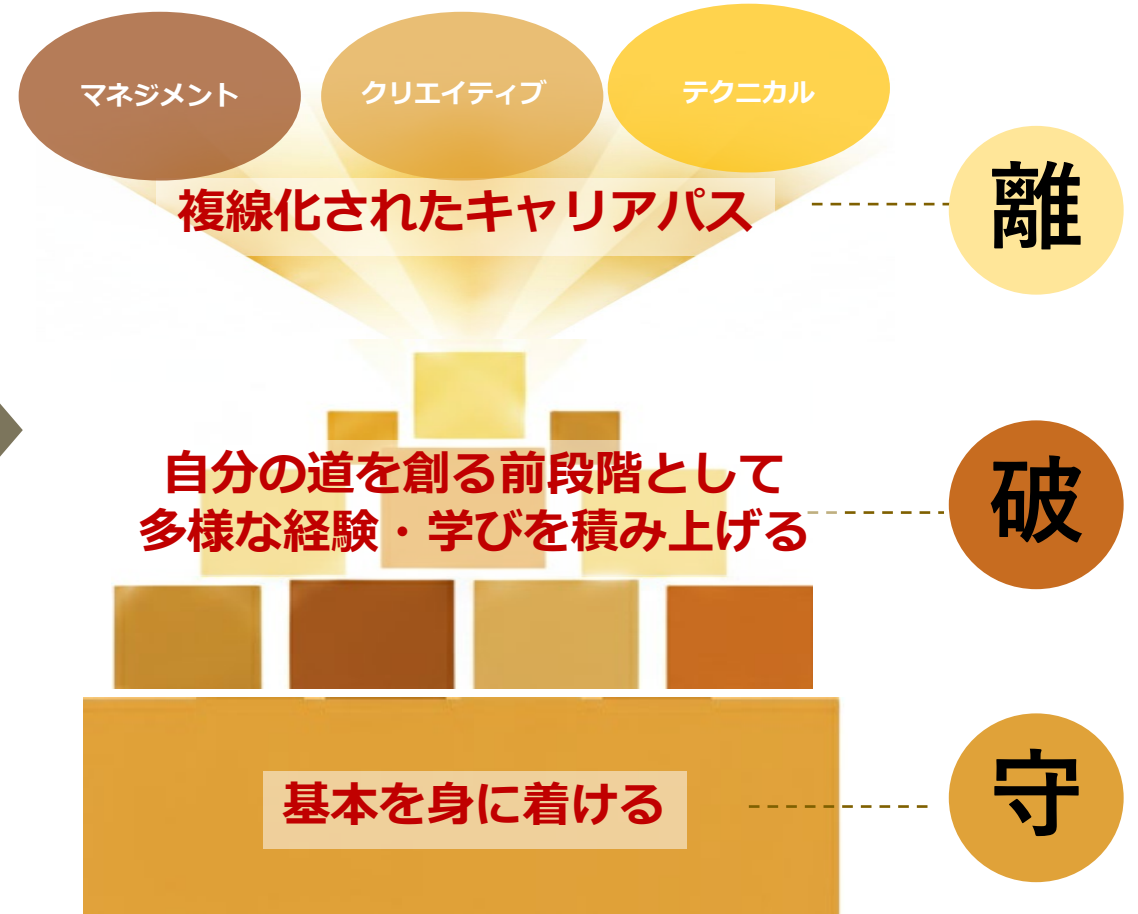 マネジメント
クリエイティブ
テクニカル
複線化されたキャリアパス
離
自分の道を創る前段階として
多様な経験・学びを積み上げる
破
基本を身に着ける
守